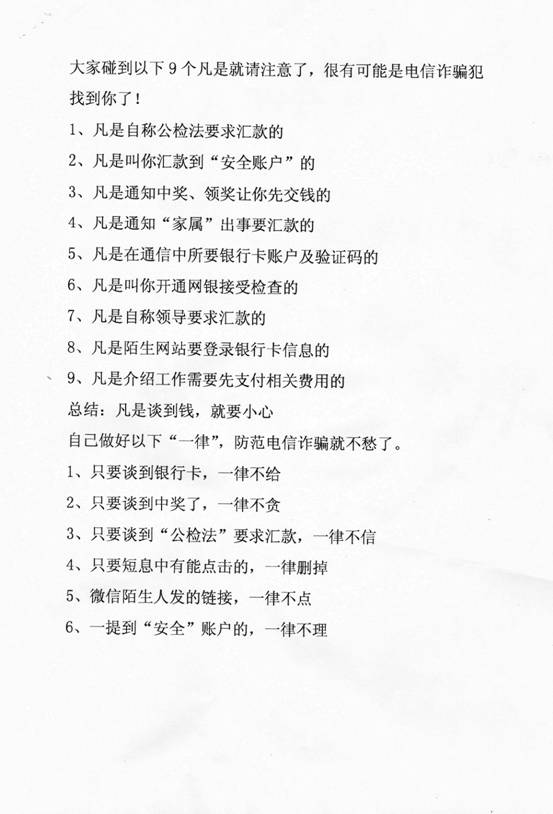 大家碰到以下9个凡是就请注意了，很有可能是电信诈骗犯
找到你了！
1、凡是自称公检法要求汇款的
2、凡是叫你汇款到“安全账户”的
3、凡是通知中奖、领奖让你先交钱的
4、凡是通知“家属”出事要汇款的
5、凡是在通信中所要银行卡账户及验证码的
6、凡是叫你开通网银接受检查的
7、凡是自称领导要求汇款的
8、凡是陌生网站要登录银行卡信息的
9、凡是介绍工作需要先支付相关费用的
总结：凡是谈到钱，就要小心
自己做好以下“一律”，防范电信诈骗就不愁了。
1、只要谈到银行卡，一律不给
2、只要谈到中奖了，一律不贪
3、只要谈到“公检法”要求汇款，一律不信
4、只要短息中有能点击的，一律删掉
5、微信陌生人发的链接，一律不点
6、一提到“安全”账户的，一律不理